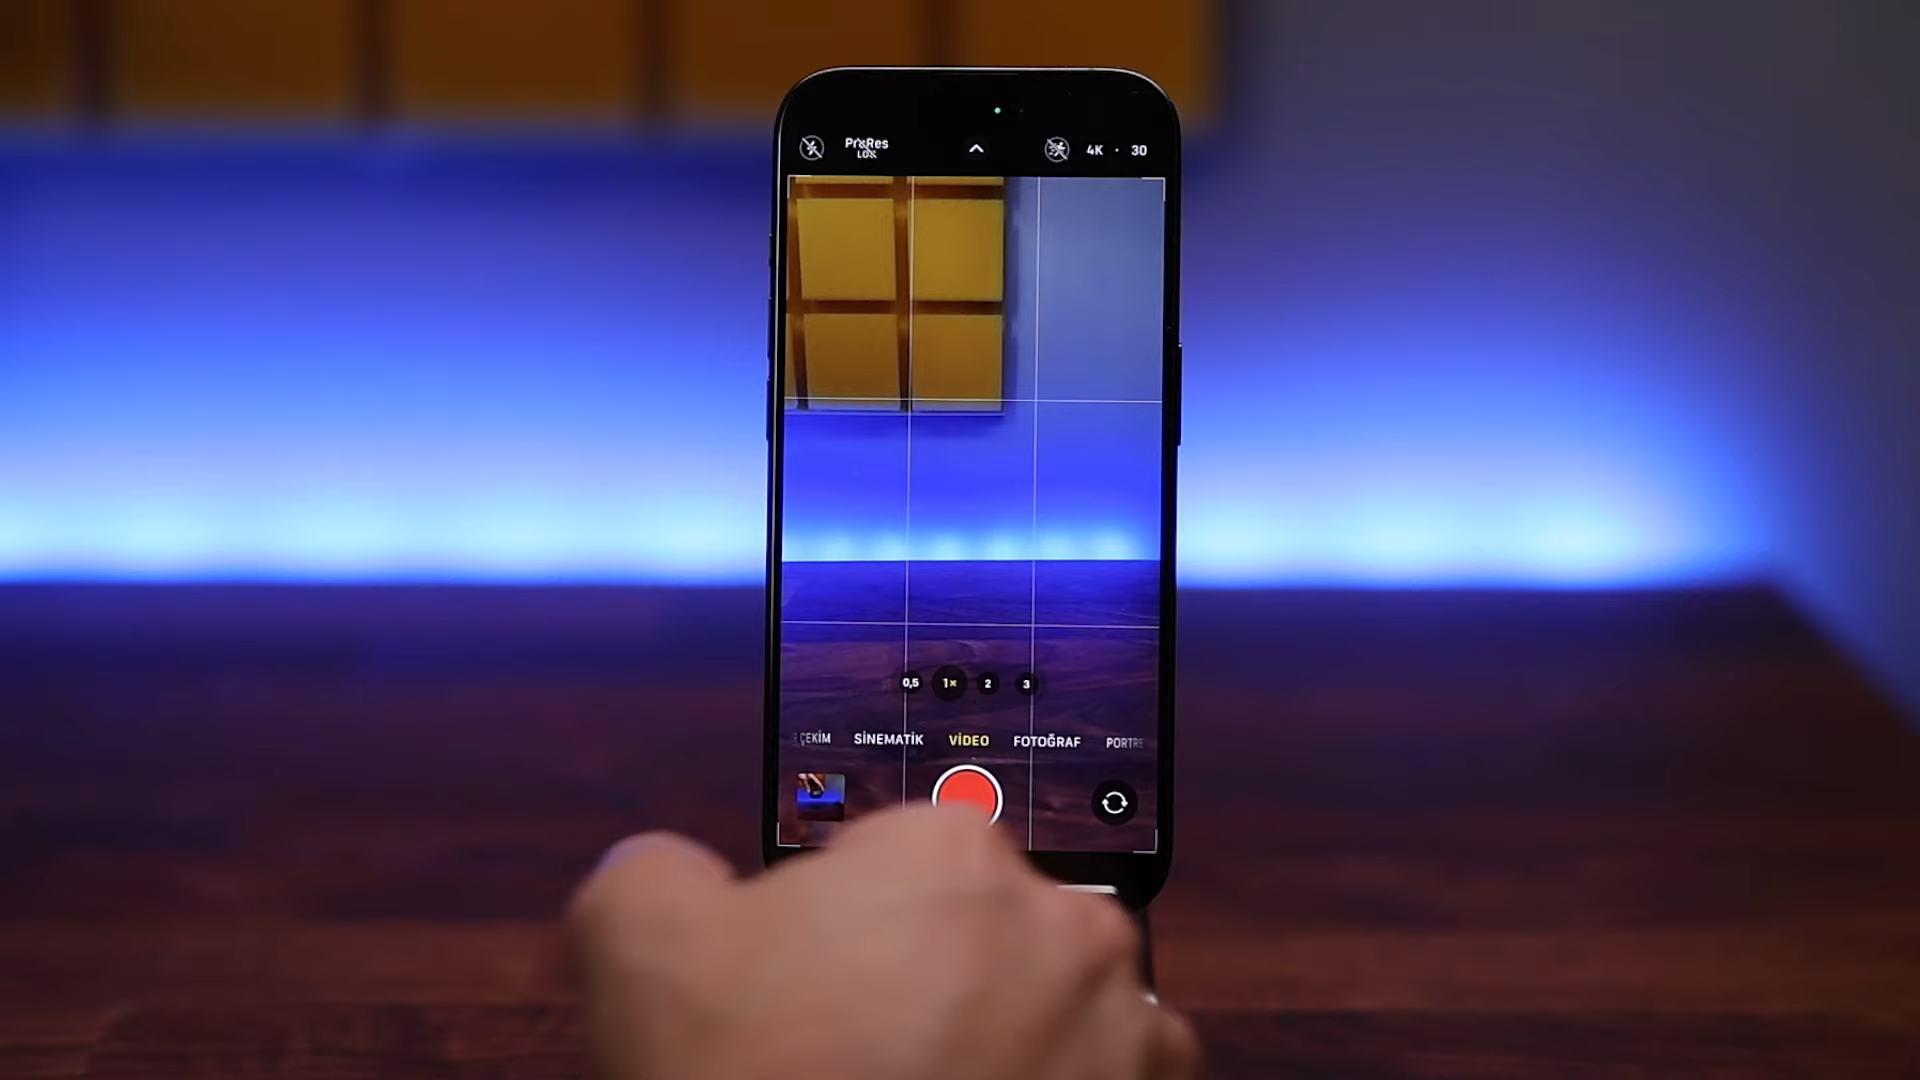 ProRes
LOG
4K · 30
0,5 1× 2 3
ÇEKİM SİNEMATİK VİDEO FOTOĞRAF PORTRE